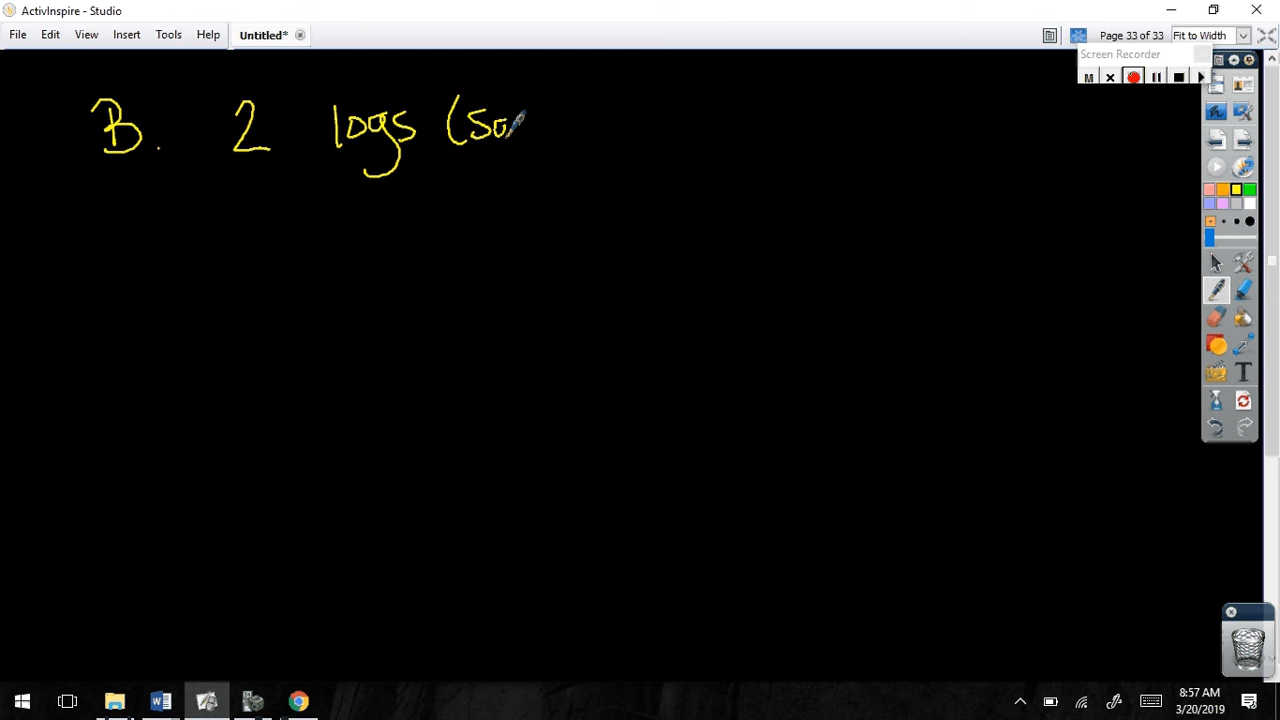 ActivInspire - Studio
File Edit View Insert Tools Help Untitled* Page 33 of 33 Fit to Width
Screen Recorder
M
B. 2 logs (so
T
8:57 AM
3/20/2019